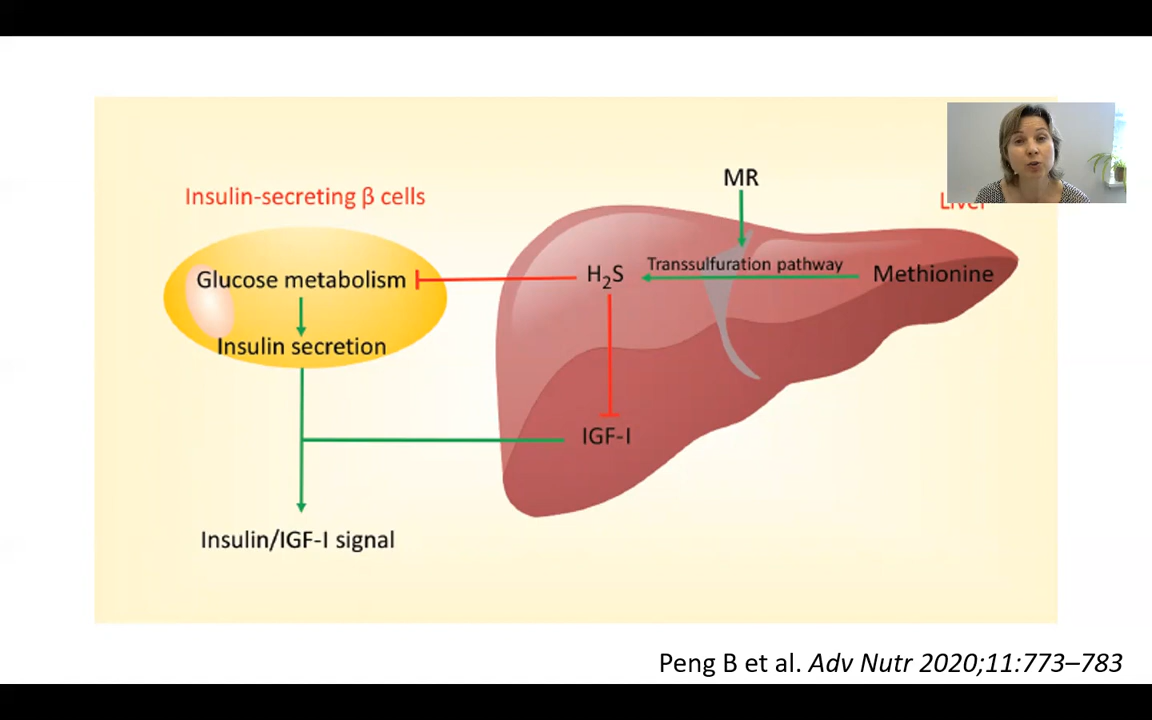 Insulin-secreting β cells
MR
Liver
Glucose metabolism
H₂S
Transsulfuration pathway
Methionine
Insulin secretion
IGF-I
Insulin/IGF-I signal
Peng B et al. Adv Nutr 2020;11:773–783